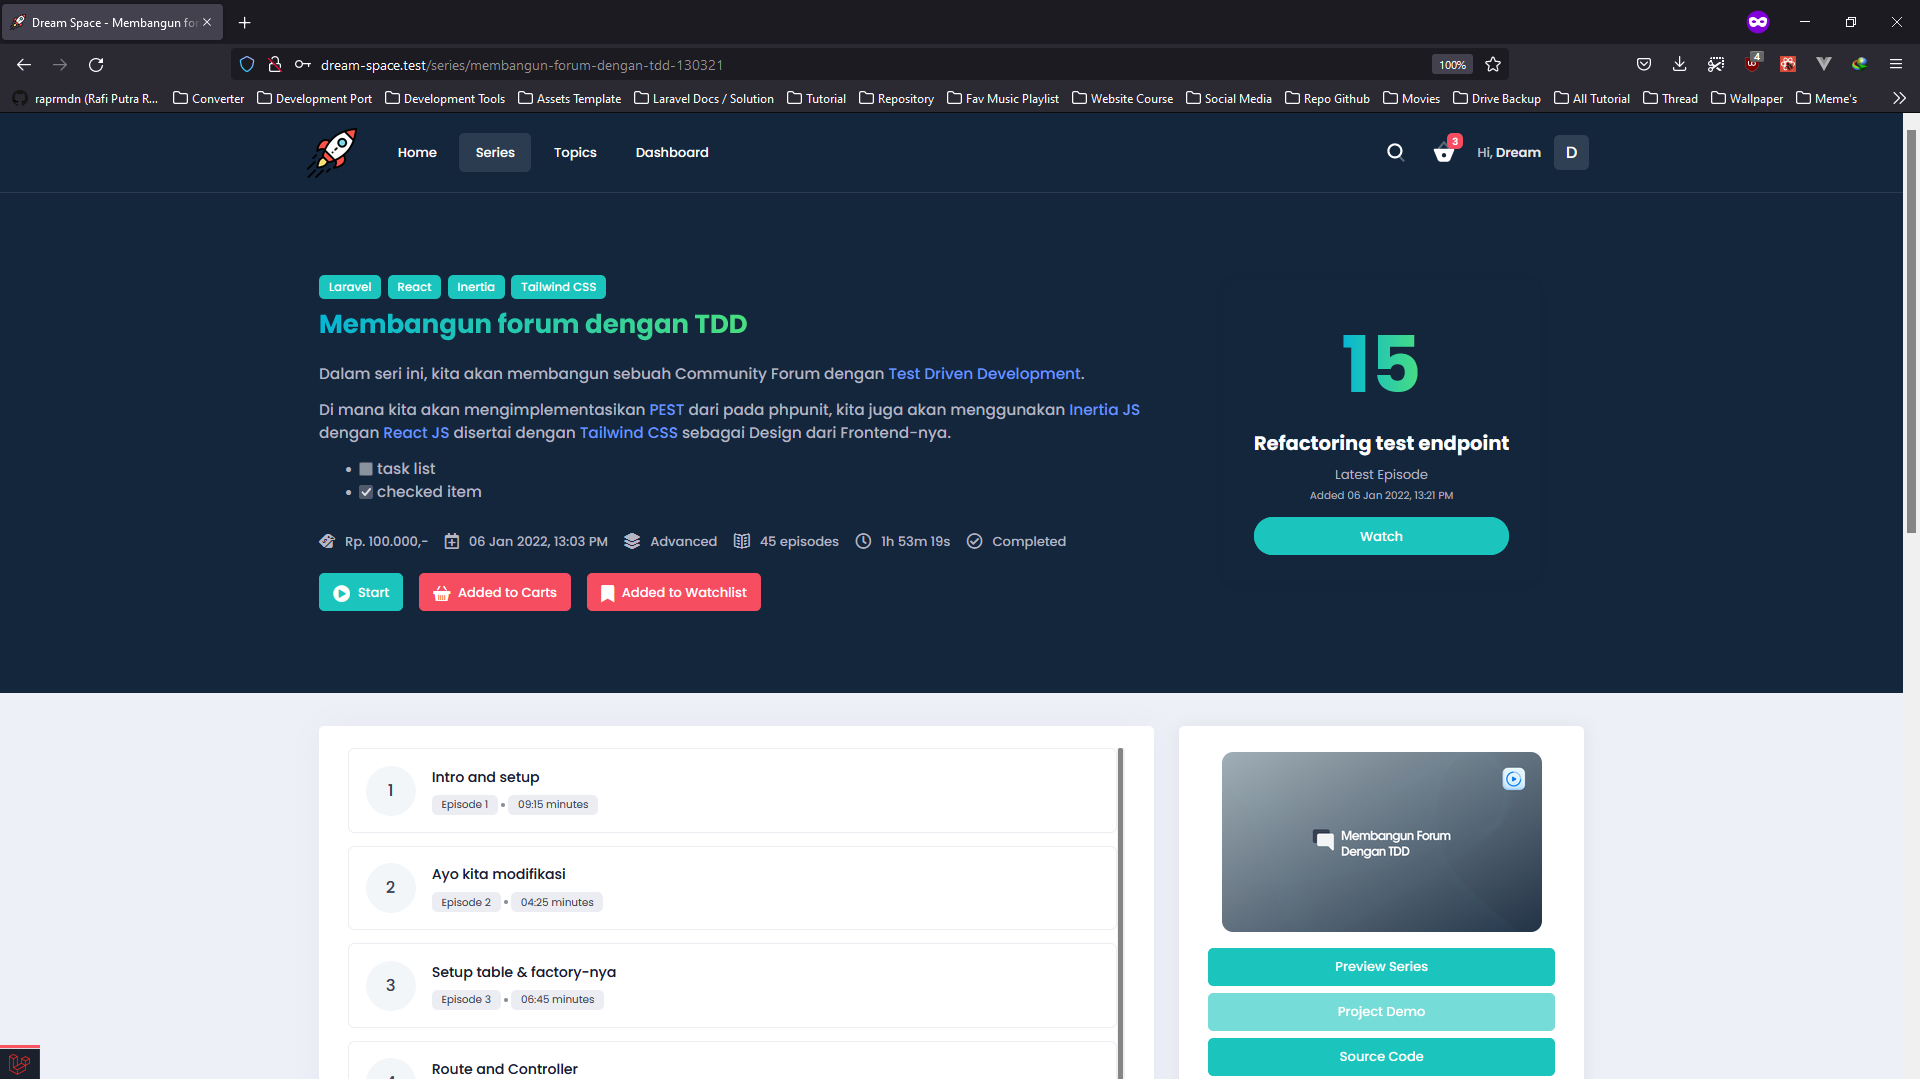 Dream Space - Membangun for
dream-space.test/series/membangun-forum-dengan-tdd-130321
100%
4
raprmdn (Rafi Putra R...
Converter
Development Port
Development Tools
Assets Template
Laravel Docs / Solution
Tutorial
Repository
Fav Music Playlist
Website Course
Social Media
Repo Github
Movies
Drive Backup
All Tutorial
Thread
Wallpaper
Meme's
Home
Series
Topics
Dashboard
3
Hi, Dream
D
Laravel
React
Inertia
Tailwind CSS
Membangun forum dengan TDD
Dalam seri ini, kita akan membangun sebuah Community Forum dengan Test Driven Development.
Di mana kita akan mengimplementasikan PEST dari pada phpunit, kita juga akan menggunakan Inertia JS
dengan React JS disertai dengan Tailwind CSS sebagai Design dari Frontend-nya.
task list
checked item
Rp. 100.000,-
06 Jan 2022, 13:03 PM
Advanced
45 episodes
1h 53m 19s
Completed
Start
Added to Carts
Added to Watchlist
15
Refactoring test endpoint
Latest Episode
Added 06 Jan 2022, 13:21 PM
Watch
1
Intro and setup
Episode 1 • 09:15 minutes
2
Ayo kita modifikasi
Episode 2 • 04:25 minutes
3
Setup table & factory-nya
Episode 3 • 06:45 minutes
Route and Controller
Membangun Forum
Dengan TDD
Preview Series
Project Demo
Source Code